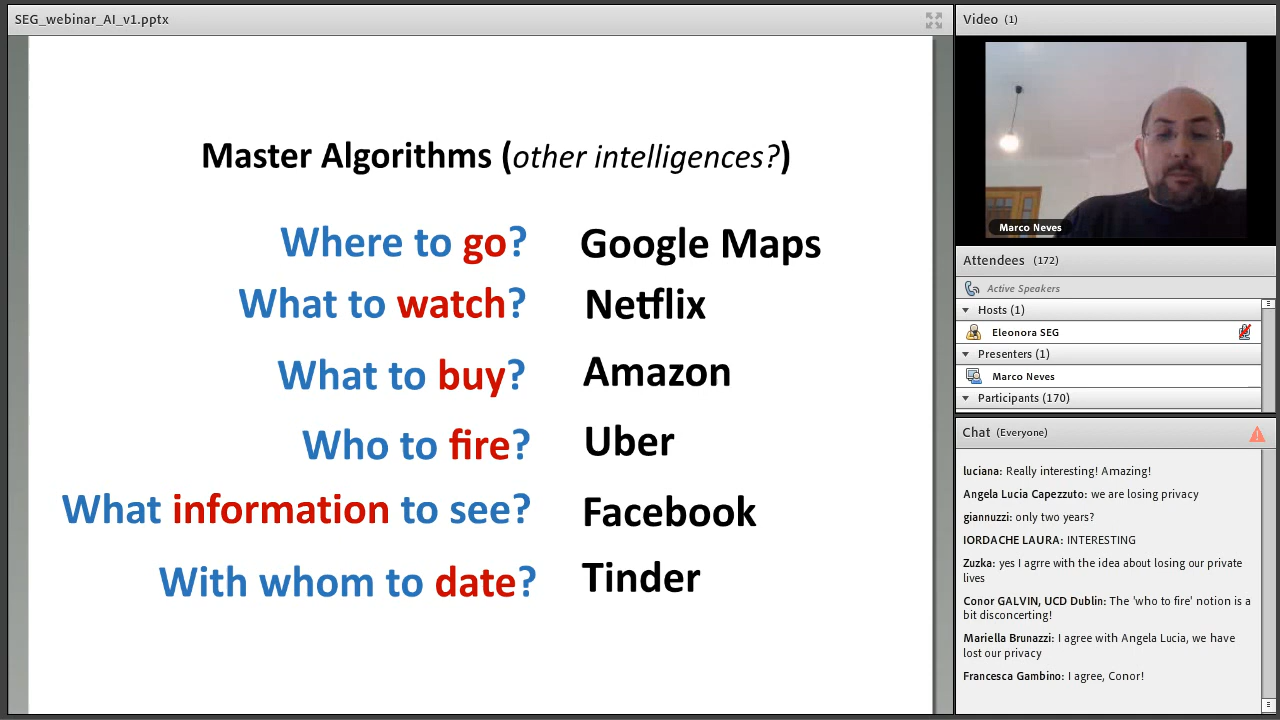 SEG_webinar_AI_v1.pptx
Master Algorithms (other intelligences?)
Where to go? Google Maps
What to watch? Netflix
What to buy? Amazon
Who to fire? Uber
What information to see? Facebook
With whom to date? Tinder
Video (1)
Marco Neves
Attendees (172)
Active Speakers
Hosts (1)
Eleonora SEG
Presenters (1)
Marco Neves
Participants (170)
Chat (Everyone)
luciana: Really interesting! Amazing!
Angela Lucia Capezzuto: we are losing privacy
giannuzzi: only two years?
IORDACHE LAURA: INTERESTING
Zuzka: yes I agrre with the idea about losing our private
lives
Conor GALVIN, UCD Dublin: The 'who to fire' notion is a
bit disconcerting!
Mariella Brunazzi: I agree with Angela Lucia, we have
lost our privacy
Francesca Gambino: I agree, Conor!